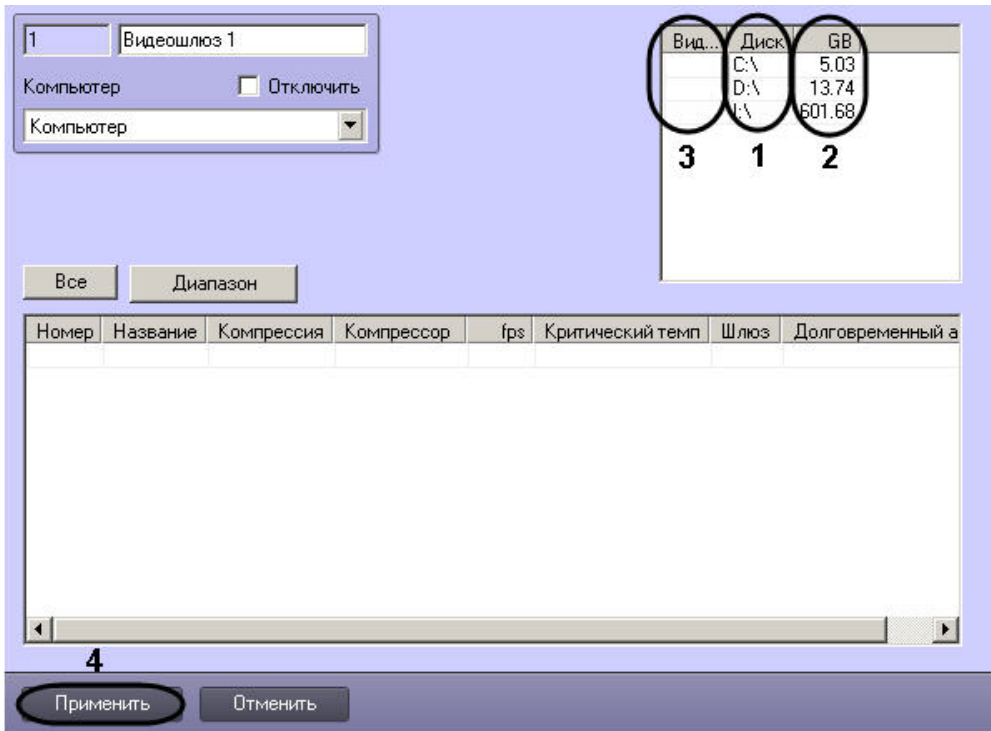 1 Видеошлюз 1
Компьютер Отключить
Компьютер
Вид... Диск GB
C:\ 5.03
D:\ 13.74
I:\ 601.68
3 1 2
Все Диапазон
Номер Название Компрессия Компрессор fps Критический темп Шлюз Долговременный а
4
Применить Отменить